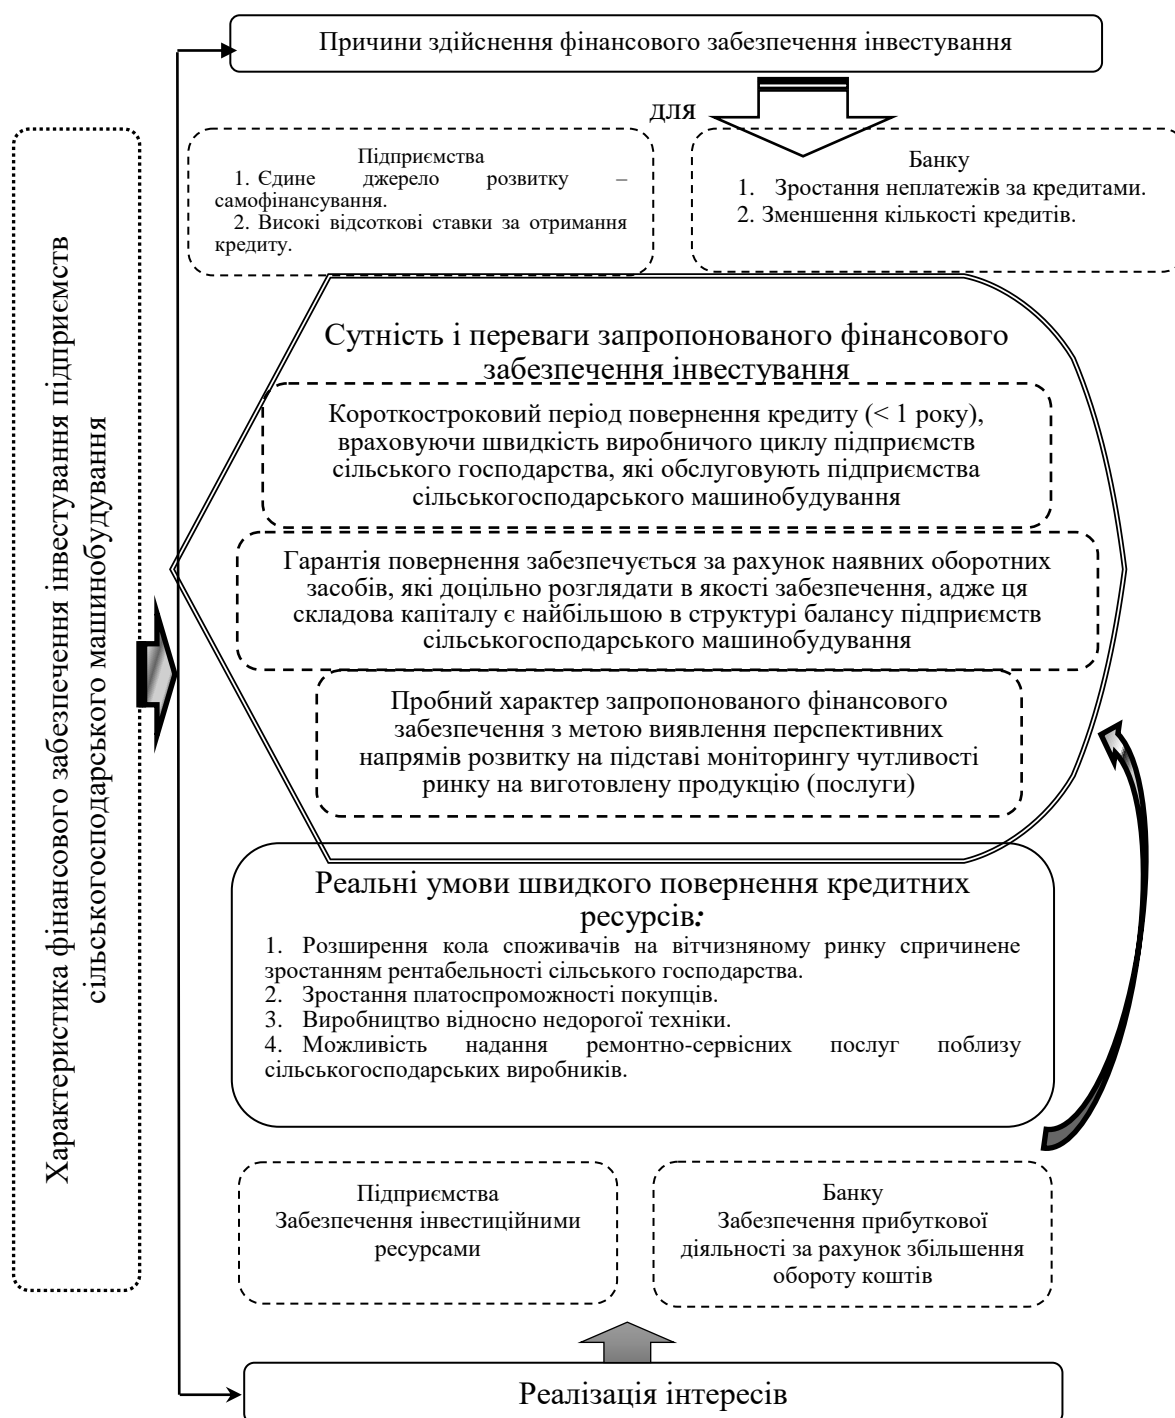 Причини здійснення фінансового забезпечення інвестування
для
Підприємства
1. Єдине джерело розвитку –
самофінансування.
2. Високі відсоткові ставки за отримання
кредиту.
Банку
1. Зростання неплатежів за кредитами.
2. Зменшення кількості кредитів.
Характеристика фінансового забезпечення інвестування підприємств
сільськогосподарського машинобудування
Сутність і переваги запропонованого фінансового
забезпечення інвестування
Короткостроковий період повернення кредиту (< 1 року),
враховуючи швидкість виробничого циклу підприємств
сільського господарства, які обслуговують підприємства
сільськогосподарського машинобудування
Гарантія повернення забезпечується за рахунок наявних оборотних
засобів, які доцільно розглядати в якості забезпечення, адже ця
складова капіталу є найбільшою в структурі балансу підприємств
сільськогосподарського машинобудування
Пробний характер запропонованого фінансового
забезпечення з метою виявлення перспективних
напрямів розвитку на підставі моніторингу чутливості
ринку на виготовлену продукцію (послуги)
Реальні умови швидкого повернення кредитних
ресурсів:
1. Розширення кола споживачів на вітчизняному ринку спричинене
зростанням рентабельності сільського господарства.
2. Зростання платоспроможності покупців.
3. Виробництво відносно недорогої техніки.
4. Можливість надання ремонтно-сервісних послуг поблизу
сільськогосподарських виробників.
Підприємства
Забезпечення інвестиційними
ресурсами
Банку
Забезпечення прибуткової
діяльності за рахунок збільшення
обороту коштів
Реалізація інтересів